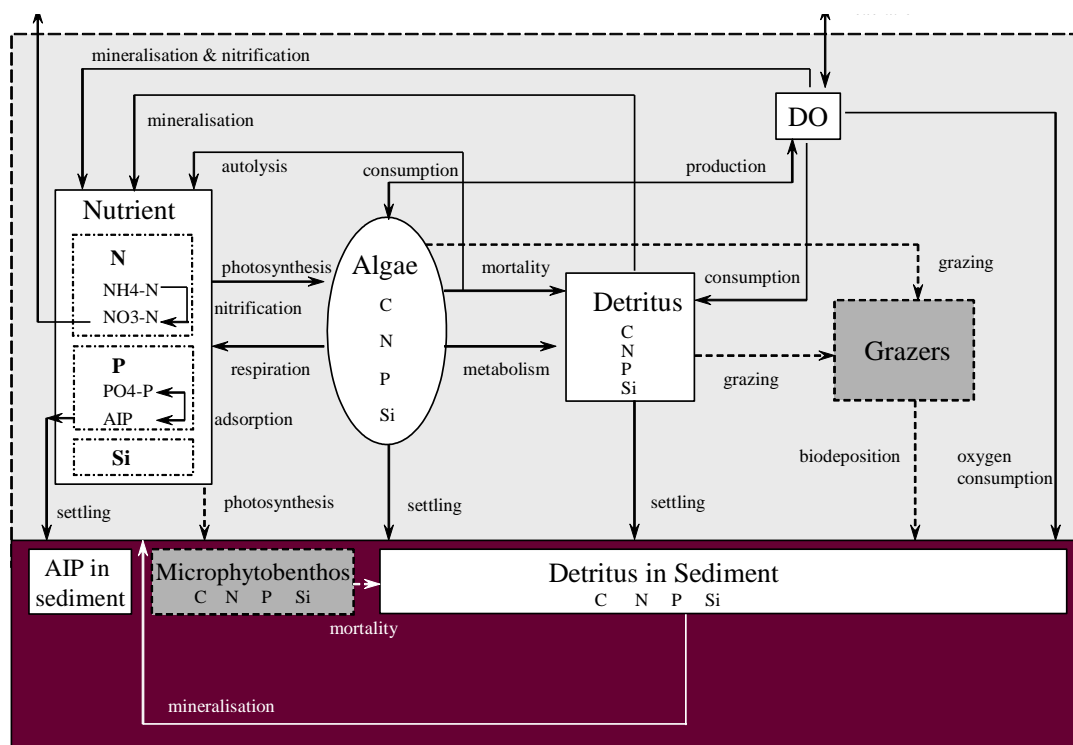 mineralisation & nitrification
DO
mineralisation
production
autolysis
consumption
Nutrient
N
NH4-N
NO3-N
photosynthesis
nitrification
Algae
C
N
P
Si
mortality
consumption
grazing
Detritus
C
N
P
Si
Grazers
P
PO4-P
AIP
respiration
adsorption
metabolism
grazing
Si
biodeposition
oxygen
consumption
settling
photosynthesis
settling
settling
AIP in
sediment
Microphytobenthos
C N P Si
Detritus in Sediment
C N P Si
mortality
mineralisation